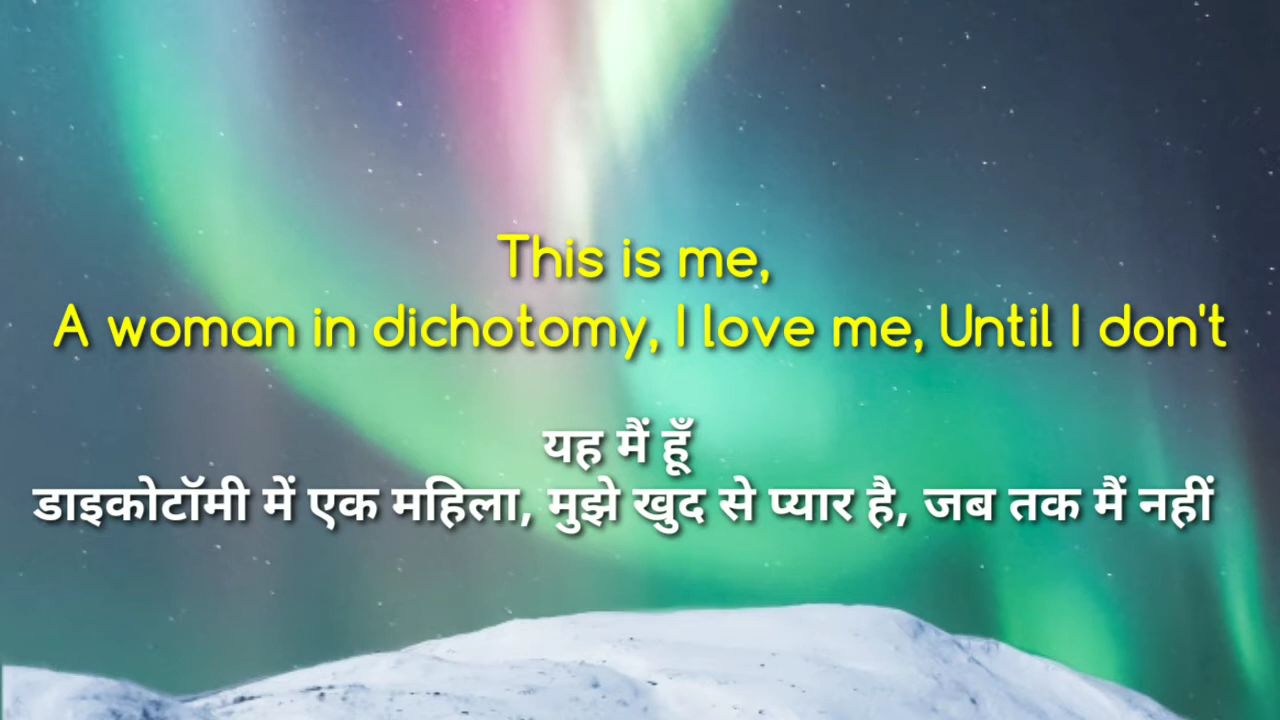 This is me,
A woman in dichotomy, I love me, Until I don't
यह मैं हूँ
डाइकोटॉमी में एक महिला, मुझे खुद से प्यार है, जब तक मैं नहीं